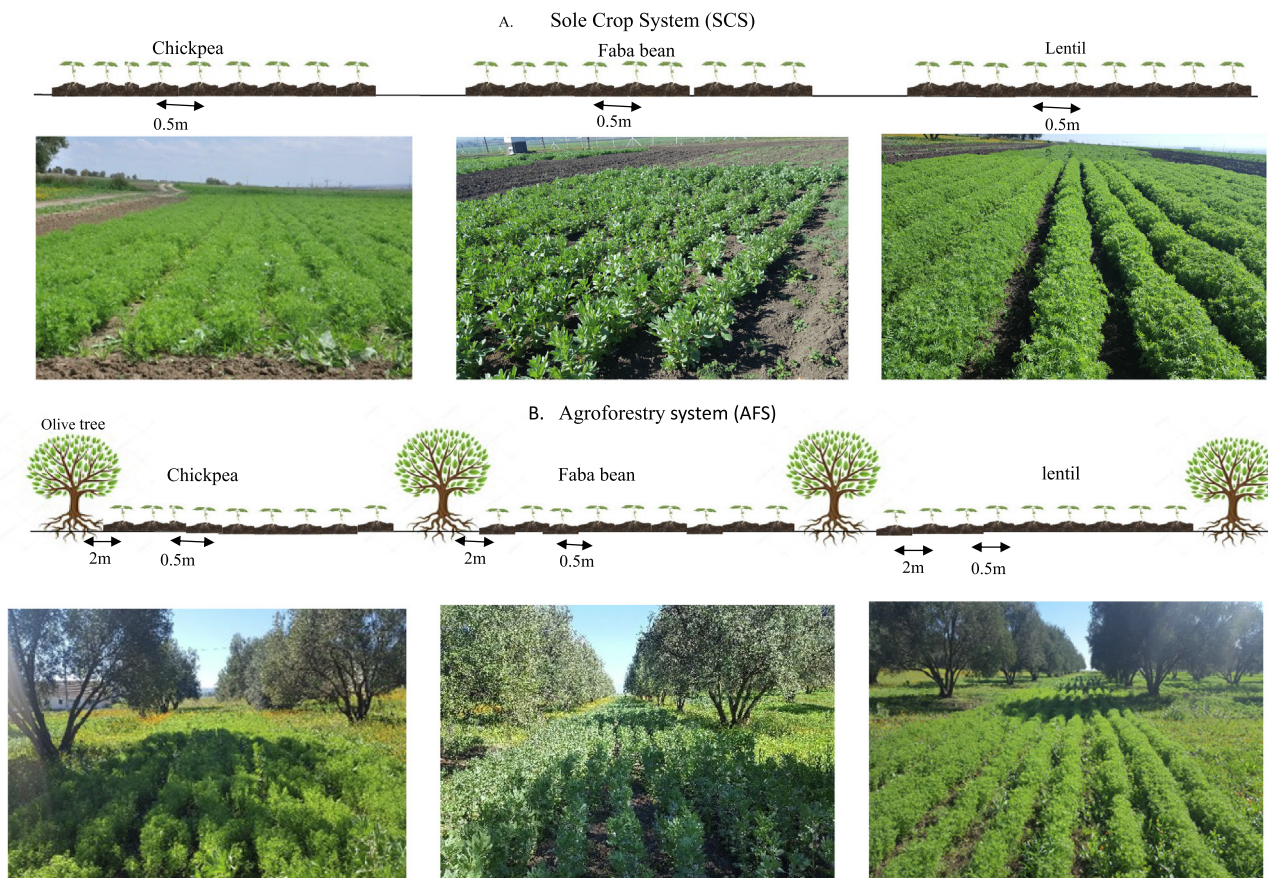 A. Sole Crop System (SCS)
Chickpea
Faba bean
Lentil
0.5m
0.5m
0.5m
B. Agroforestry system (AFS)
Olive tree
Chickpea
Faba bean
lentil
2m
0.5m
2m
0.5m
2m
0.5m